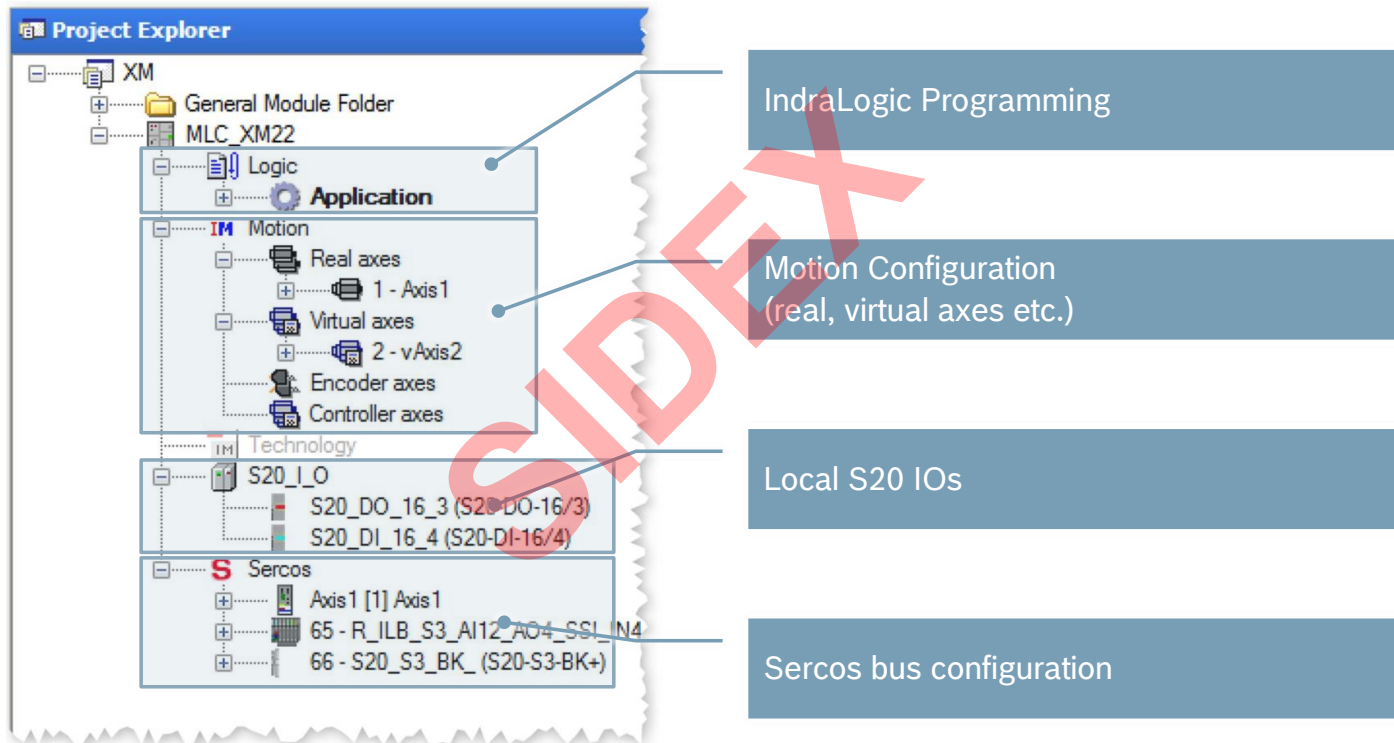 Project Explorer
XM
General Module Folder
MLC_XM22
Logic
Application
IM Motion
Real axes
1 - Axis1
Virtual axes
2 - vAxis2
Encoder axes
Controller axes
IM Technology
S20_I_O
S20_DO_16_3 (S20-DO-16/3)
S20_DI_16_4 (S20-DI-16/4)
S Sercos
Axis1 [1] Axis1
65 - R_ILB_S3_AI12_AO4_SSI_IN4
66 - S20_S3_BK_ (S20-S3-BK+)
IndraLogic Programming
Motion Configuration
(real, virtual axes etc.)
Local S20 IOs
Sercos bus configuration
SIDEX